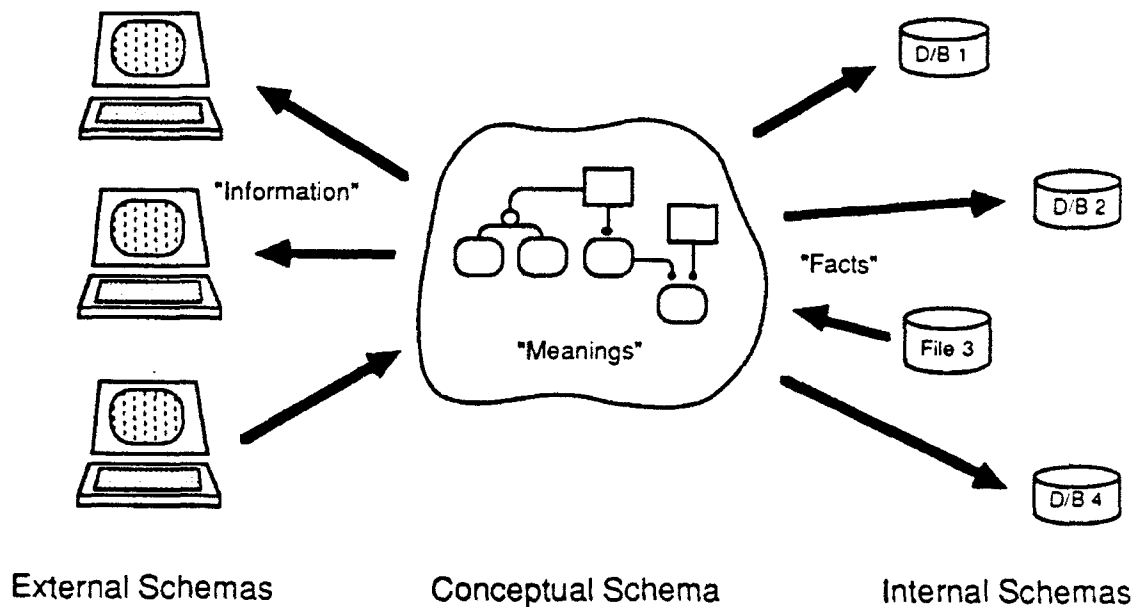 D/B 1
"Information"
D/B 2
"Facts"
"Meanings"
File 3
D/B 4
External Schemas
Conceptual Schema
Internal Schemas